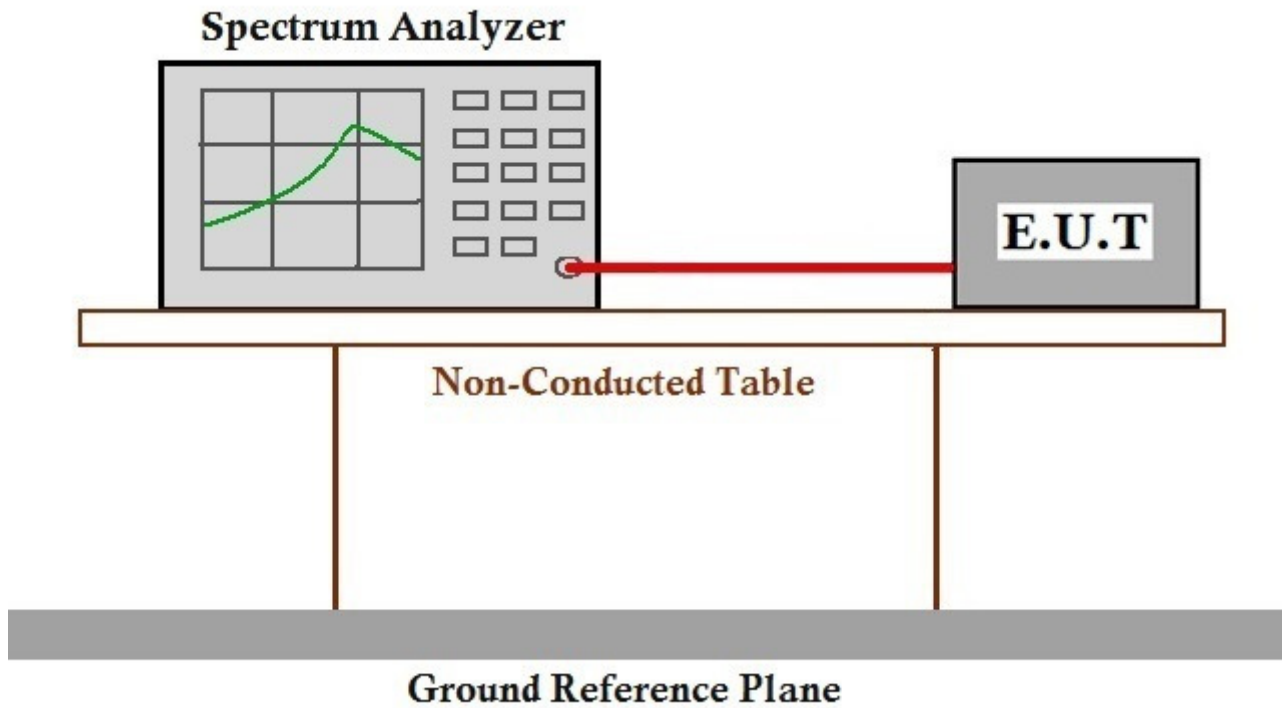 Spectrum Analyzer
E.U.T
Non-Conducted Table
Ground Reference Plane